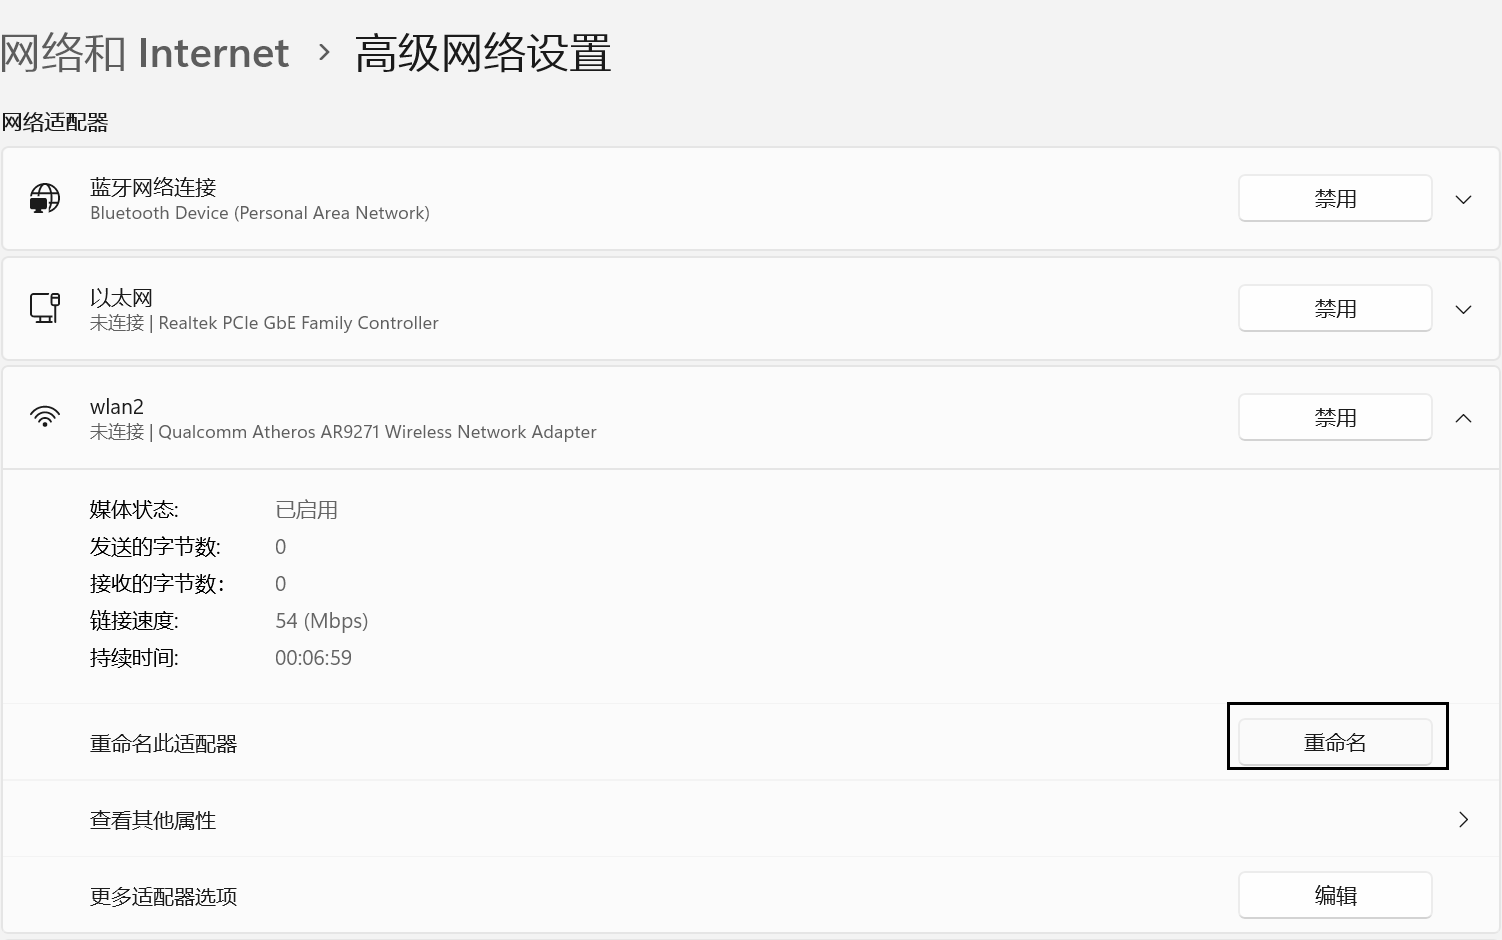 网络和 Internet › 高级网络设置
网络适配器
蓝牙网络连接
Bluetooth Device (Personal Area Network)
禁用
以太网
未连接 | Realtek PCIe GbE Family Controller
禁用
wlan2
未连接 | Qualcomm Atheros AR9271 Wireless Network Adapter
禁用
媒体状态: 已启用
发送的字节数: 0
接收的字节数: 0
链接速度: 54 (Mbps)
持续时间: 00:06:59
重命名此适配器 重命名
查看其他属性
更多适配器选项 编辑